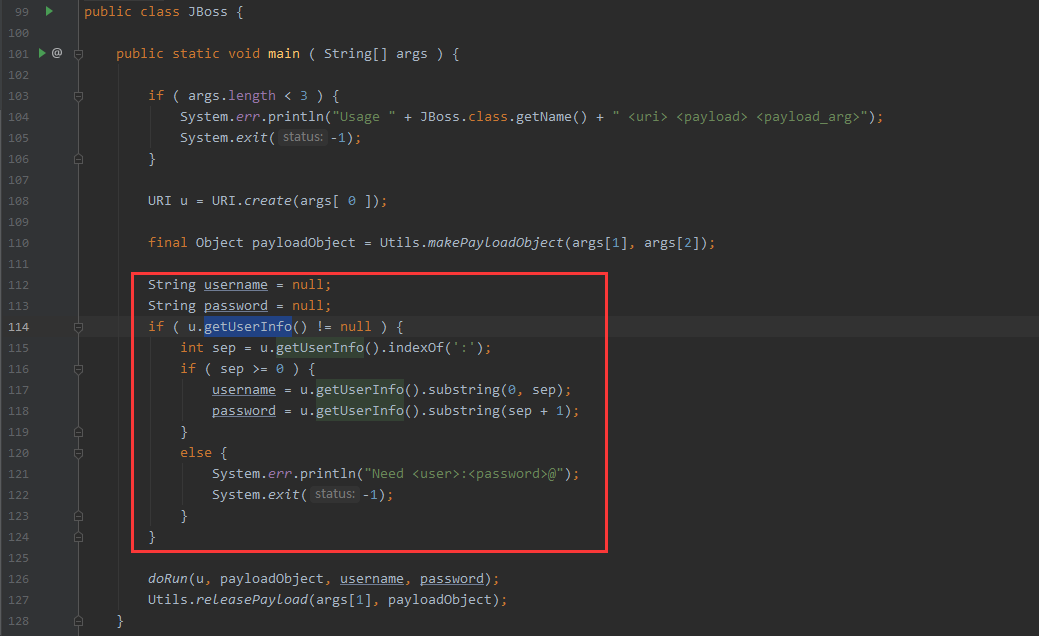 99 public class JBoss {
100
101 @ public static void main ( String[] args ) {
102
103 if ( args.length < 3 ) {
104 System.err.println("Usage " + JBoss.class.getName() + " <uri> <payload> <payload_arg>");
105 System.exit( status: -1);
106 }
107
108 URI u = URI.create(args[ 0 ]);
109
110 final Object payloadObject = Utils.makePayloadObject(args[1], args[2]);
111
112 String username = null;
113 String password = null;
114 if ( u.getUserInfo() != null ) {
115 int sep = u.getUserInfo().indexOf(':');
116 if ( sep >= 0 ) {
117 username = u.getUserInfo().substring(0, sep);
118 password = u.getUserInfo().substring(sep + 1);
119 }
120 else {
121 System.err.println("Need <user>:<password>@");
122 System.exit( status: -1);
123 }
124 }
125
126 doRun(u, payloadObject, username, password);
127 Utils.releasePayload(args[1], payloadObject);
128 }